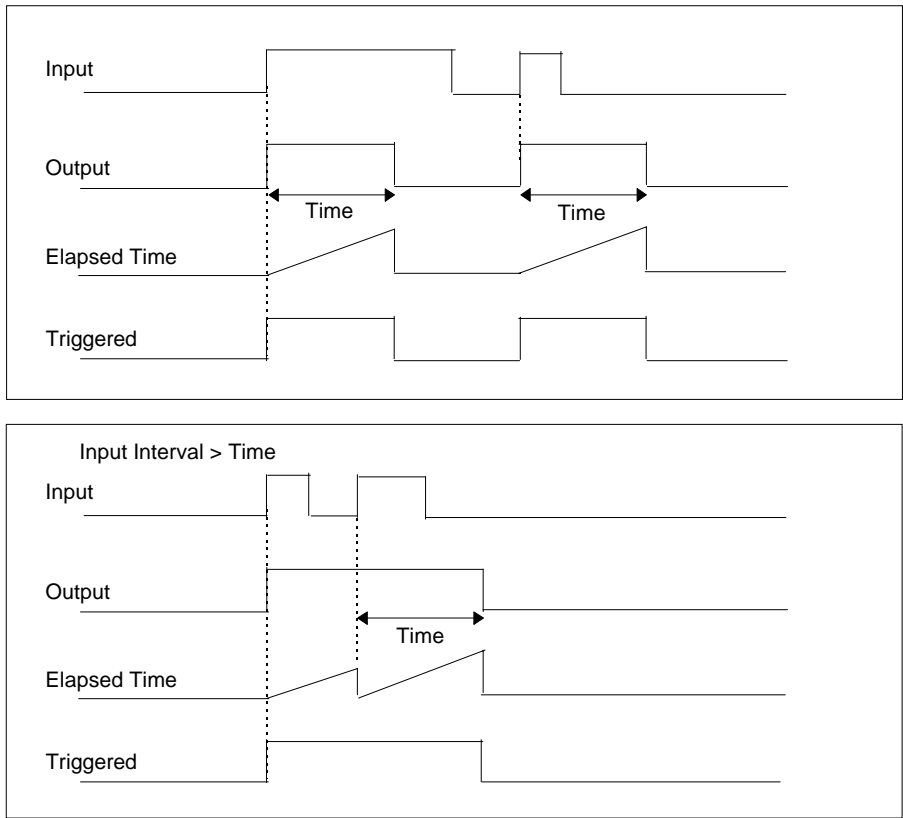 Input
Output
Time
Time
Elapsed Time
Triggered
Input Interval > Time
Input
Output
Time
Elapsed Time
Triggered